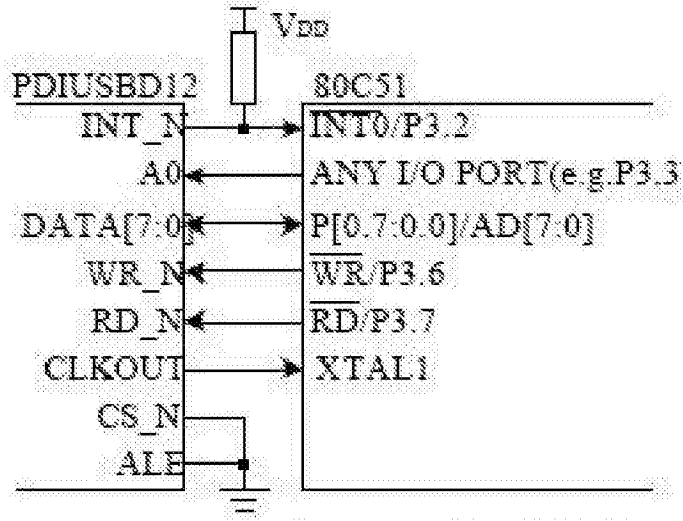 VDD
PDIUSBD12
80C51
INT_N
INT0/P3.2
A0
ANY I/O PORT(e.g.P3.3
DATA[7:0]
P[0.7:0.0]/AD[7:0]
WR_N
WR/P3.6
RD_N
RD/P3.7
CLKOUT
XTAL1
CS_N
ALE